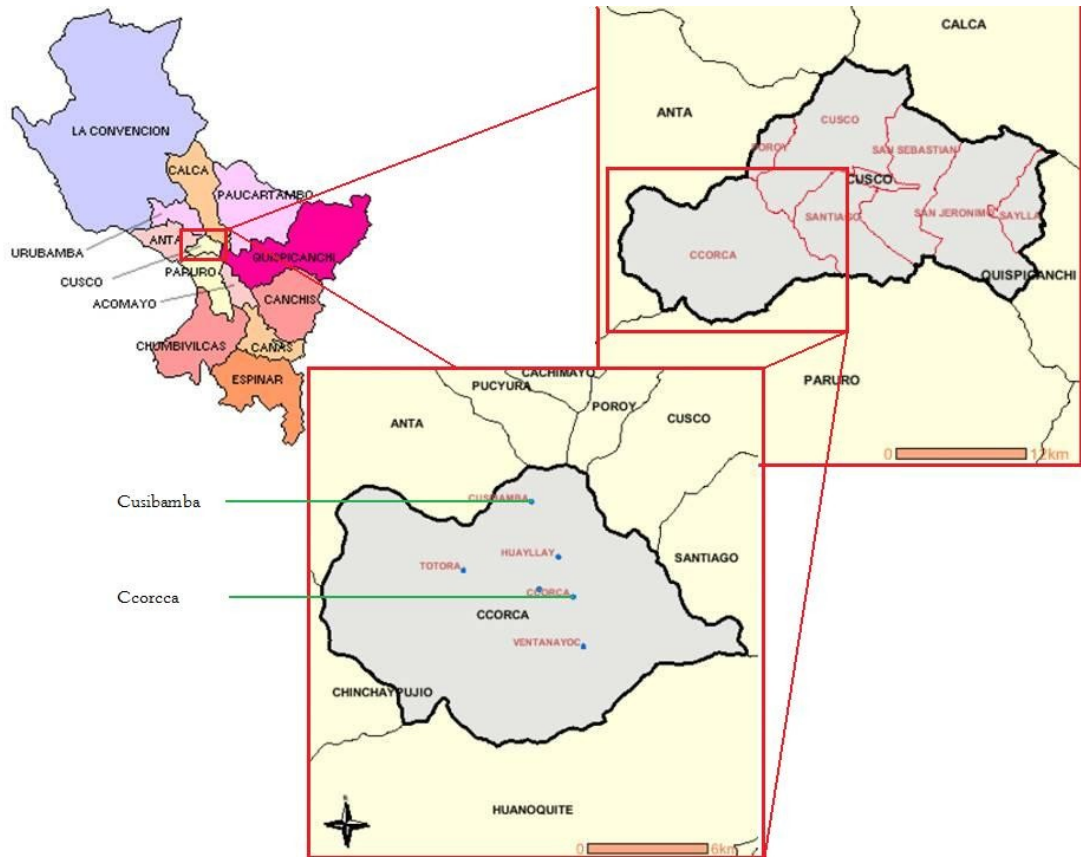 LA CONVENCION
CALCA
PAUCARTAMBO
URUBAMBA
ANTA
CUSCO
PARURO
QUISPICANCHI
ACOMAYO
CANCHIS
CHUMBIVILCAS
CAÑAS
ESPINAR
CALCA
ANTA
CUSCO
POROY
SAN SEBASTIAN
CUSCO
SANTIAGO
SAN JERONIMO
SAYLLA
CCORCA
QUISPICANCHI
PARURO
0 12km
CACHIMAYO
PUCYURA
POROY
ANTA
CUSCO
Cusibamba
CUSIBAMBA
HUAYLLAY
SANTIAGO
TOTORA
Ccorcca
CCORCA
CCORCA
VENTANAYOC
CHINCHAYPUJIO
HUANOQUITE
0 6km